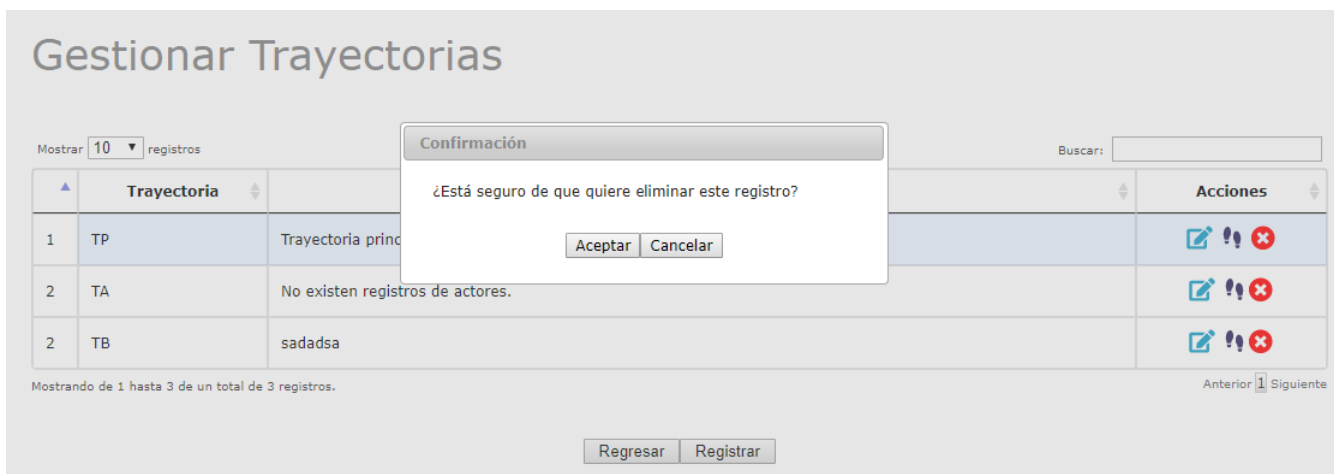 Gestionar Trayectorias
Mostrar 10 registros
Buscar:
Confirmación
¿Está seguro de que quiere eliminar este registro?
Aceptar Cancelar
Trayectoria Acciones
1 TP Trayectoria princ
2 TA No existen registros de actores.
2 TB sadadsa
Mostrando de 1 hasta 3 de un total de 3 registros.
Anterior 1 Siguiente
Regresar Registrar